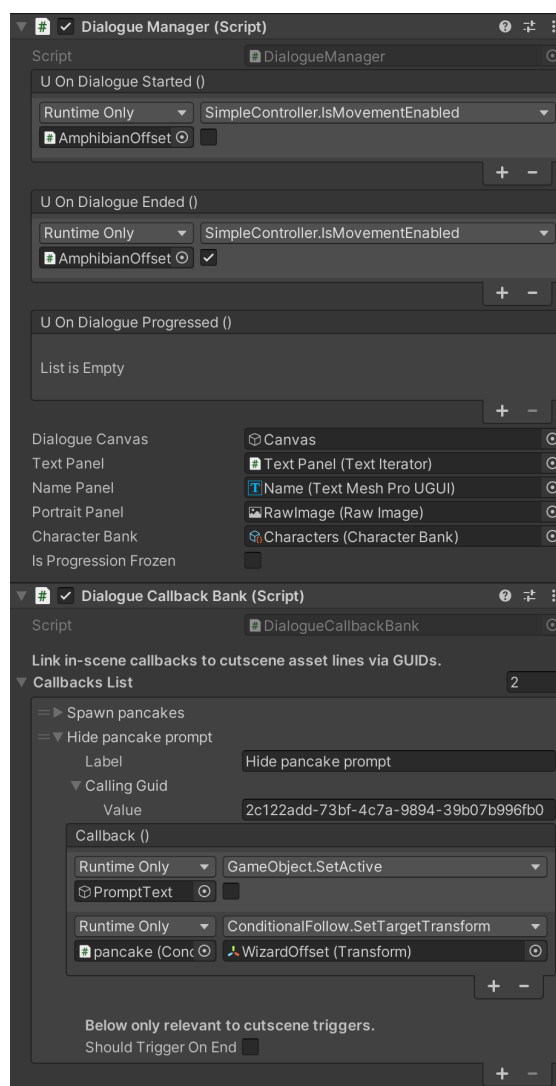 Dialogue Manager (Script)
Script DialogueManager
U On Dialogue Started ()
Runtime Only SimpleController.IsMovementEnabled
AmphibianOffset
+ -
U On Dialogue Ended ()
Runtime Only SimpleController.IsMovementEnabled
AmphibianOffset
+ -
U On Dialogue Progressed ()
List is Empty
+ -
Dialogue Canvas Canvas
Text Panel Text Panel (Text Iterator)
Name Panel Name (Text Mesh Pro UGUI)
Portrait Panel RawImage (Raw Image)
Character Bank Characters (Character Bank)
Is Progression Frozen
Dialogue Callback Bank (Script)
Script DialogueCallbackBank
Link in-scene callbacks to cutscene asset lines via GUIDs.
Callbacks List 2
Spawn pancakes
Hide pancake prompt
Label Hide pancake prompt
Calling Guid
Value 2c122add-73bf-4c7a-9894-39b07b996fb0
Callback ()
Runtime Only GameObject.SetActive
PromptText
Runtime Only ConditionalFollow.SetTargetTransform
pancake (Conc WizardOffset (Transform)
+ -
Below only relevant to cutscene triggers.
Should Trigger On End
+ -